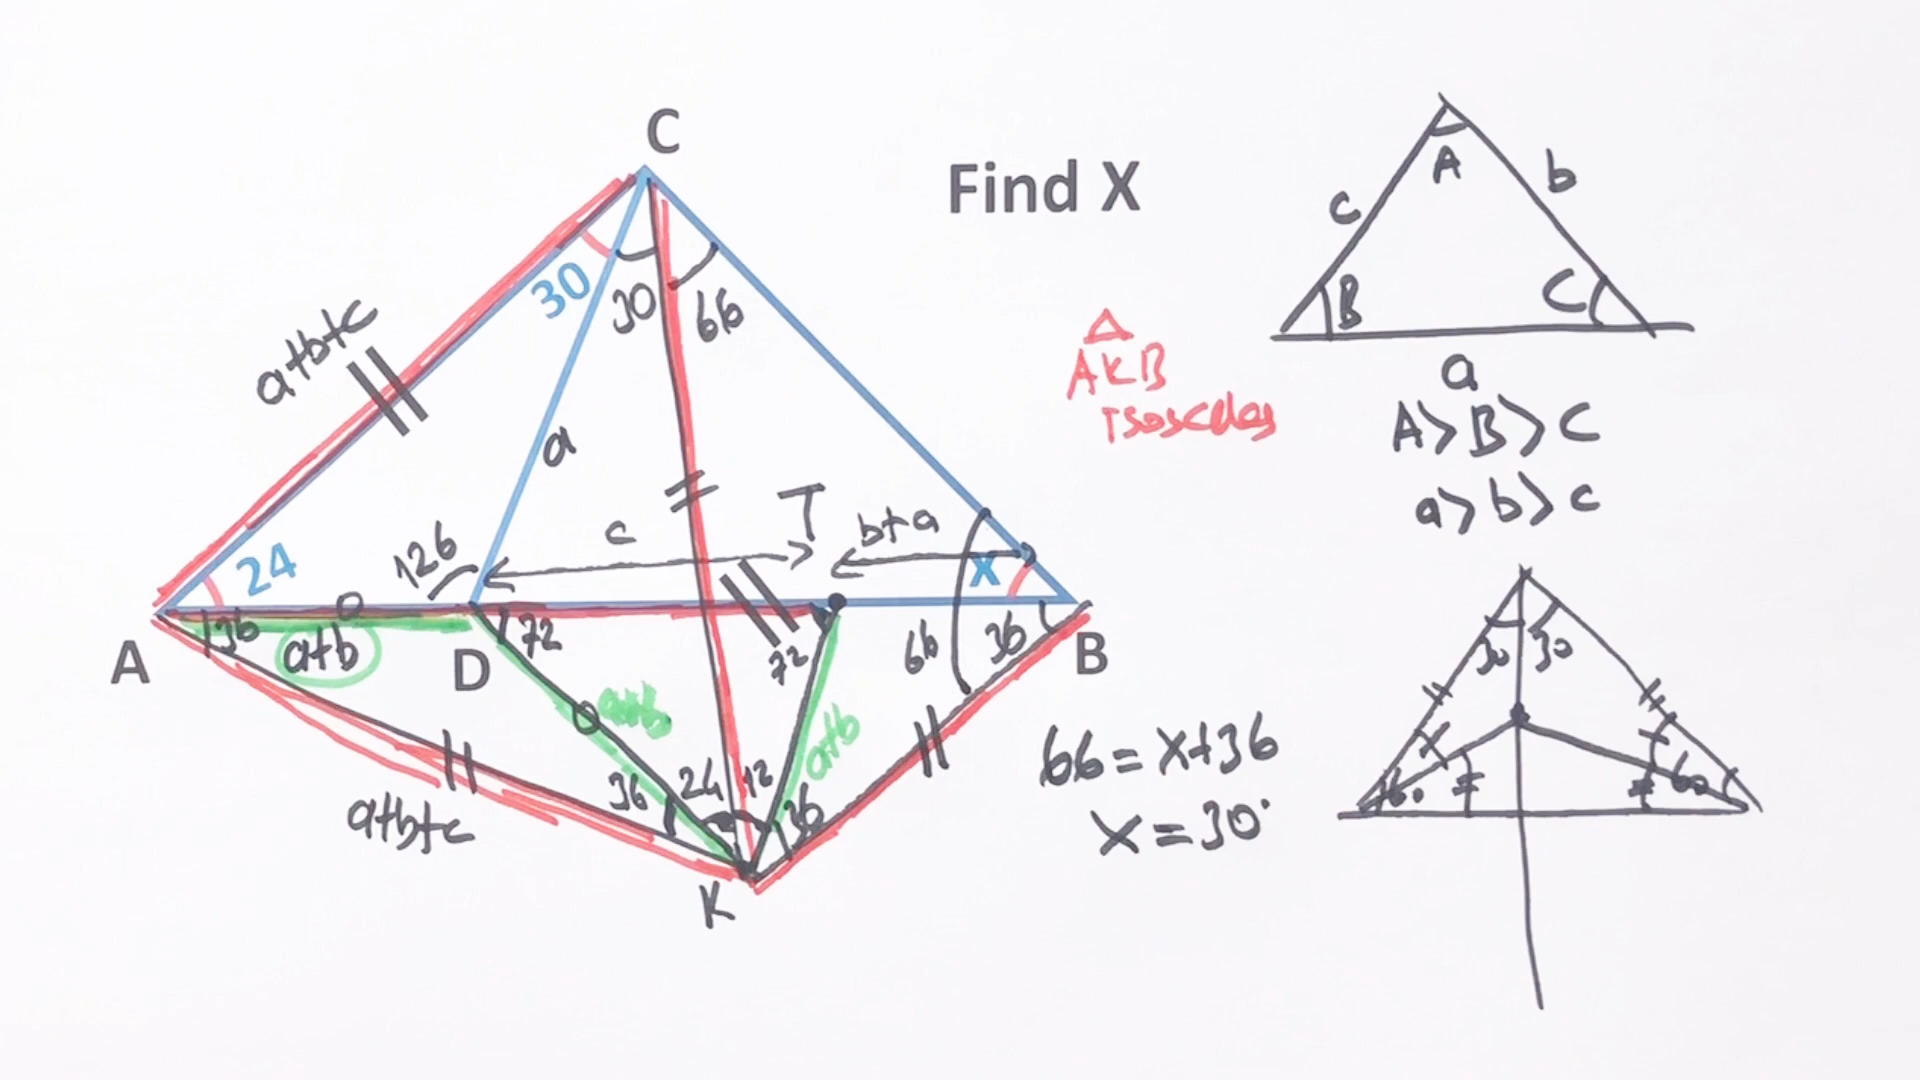 C
Find X
A
b
c
B
C
a
A>B>C
a>b>c
30
30
66
a+b+c
a
△
AKB
Isosceles
T
c
b+a
126
24
x
36
a+b
72
72
66
36
A
D
B
a+b
a+b
36
24
12
36
a+b+c
K
66=x+36
x=30°
30
30
60
60